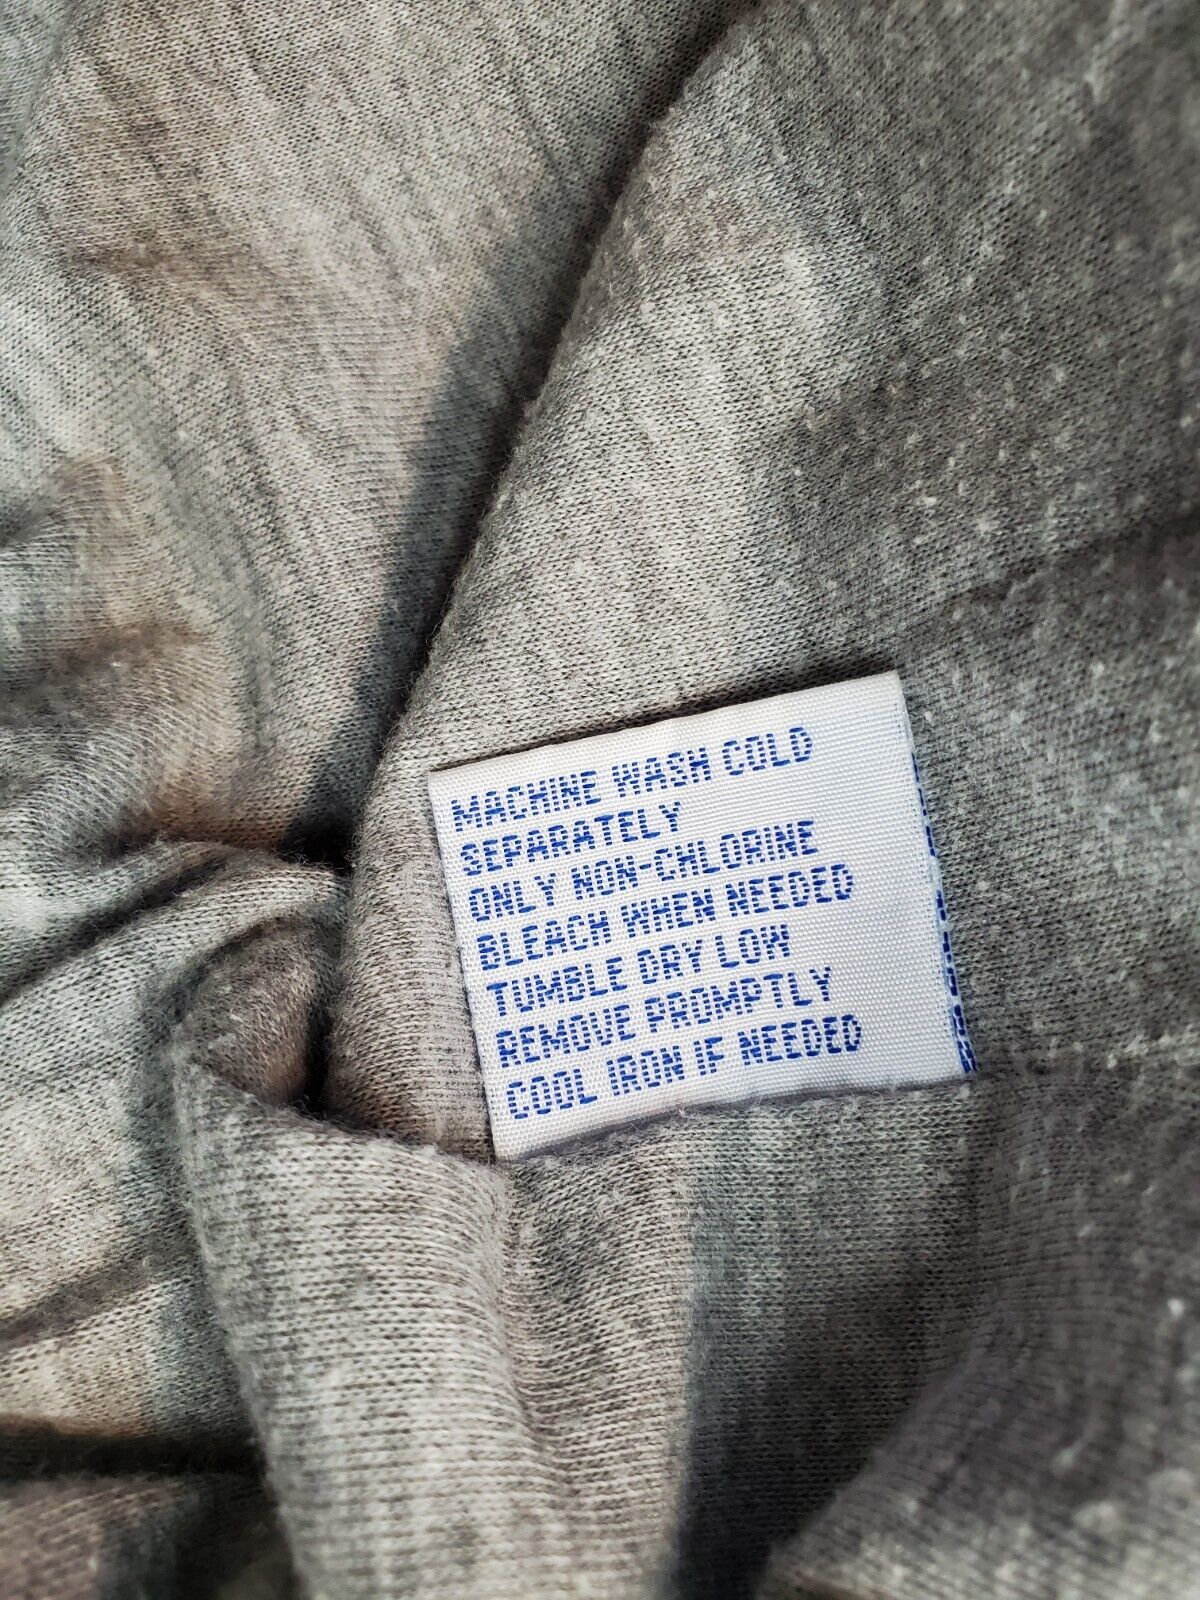 MACHINE WASH COLD
SEPARATELY
ONLY NON-CHLORINE
BLEACH WHEN NEEDED
TUMBLE DRY LOW
REMOVE PROMPTLY
COOL IRON IF NEEDED